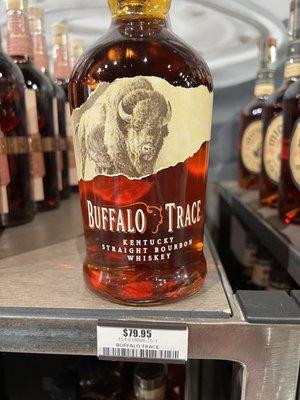 BUFFALO TRACE
KENTUCKY
STRAIGHT BOURBON
WHISKEY
$79.95
BUFFALO TRACE